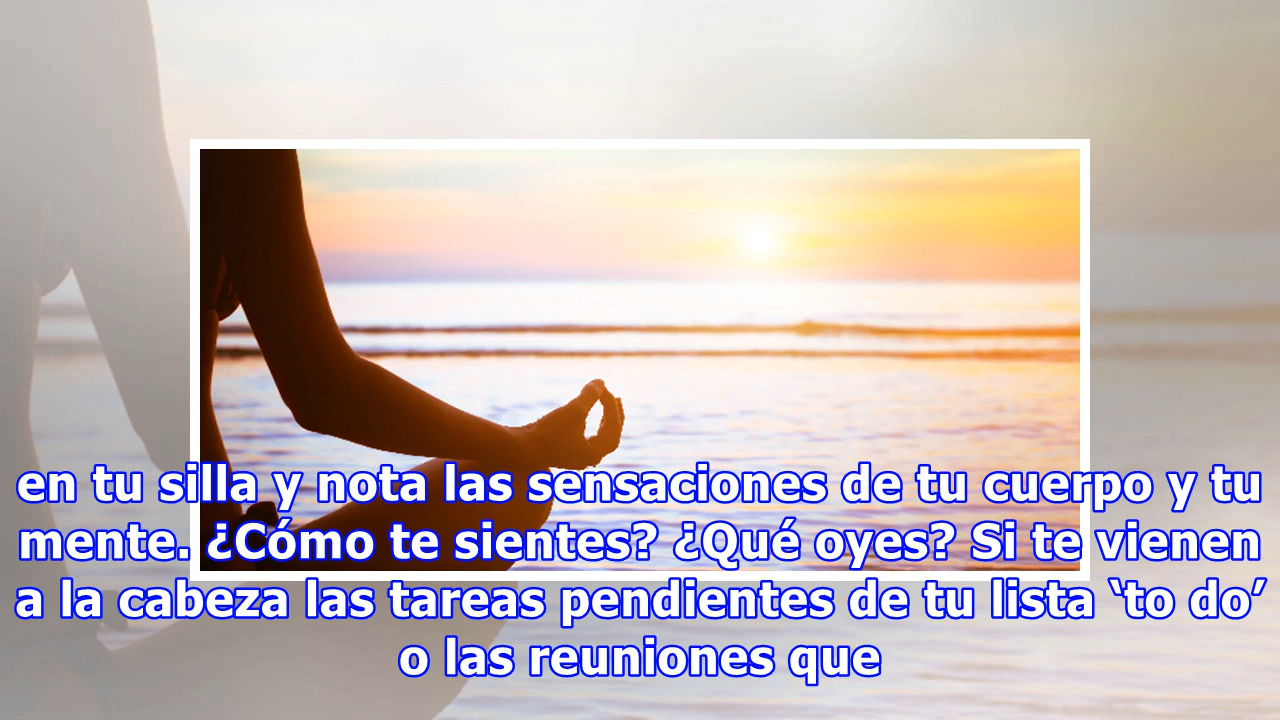 en tu silla y nota las sensaciones de tu cuerpo y tu
mente. ¿Cómo te sientes? ¿Qué oyes? Si te vienen
a la cabeza las tareas pendientes de tu lista ‘to do’
o las reuniones que